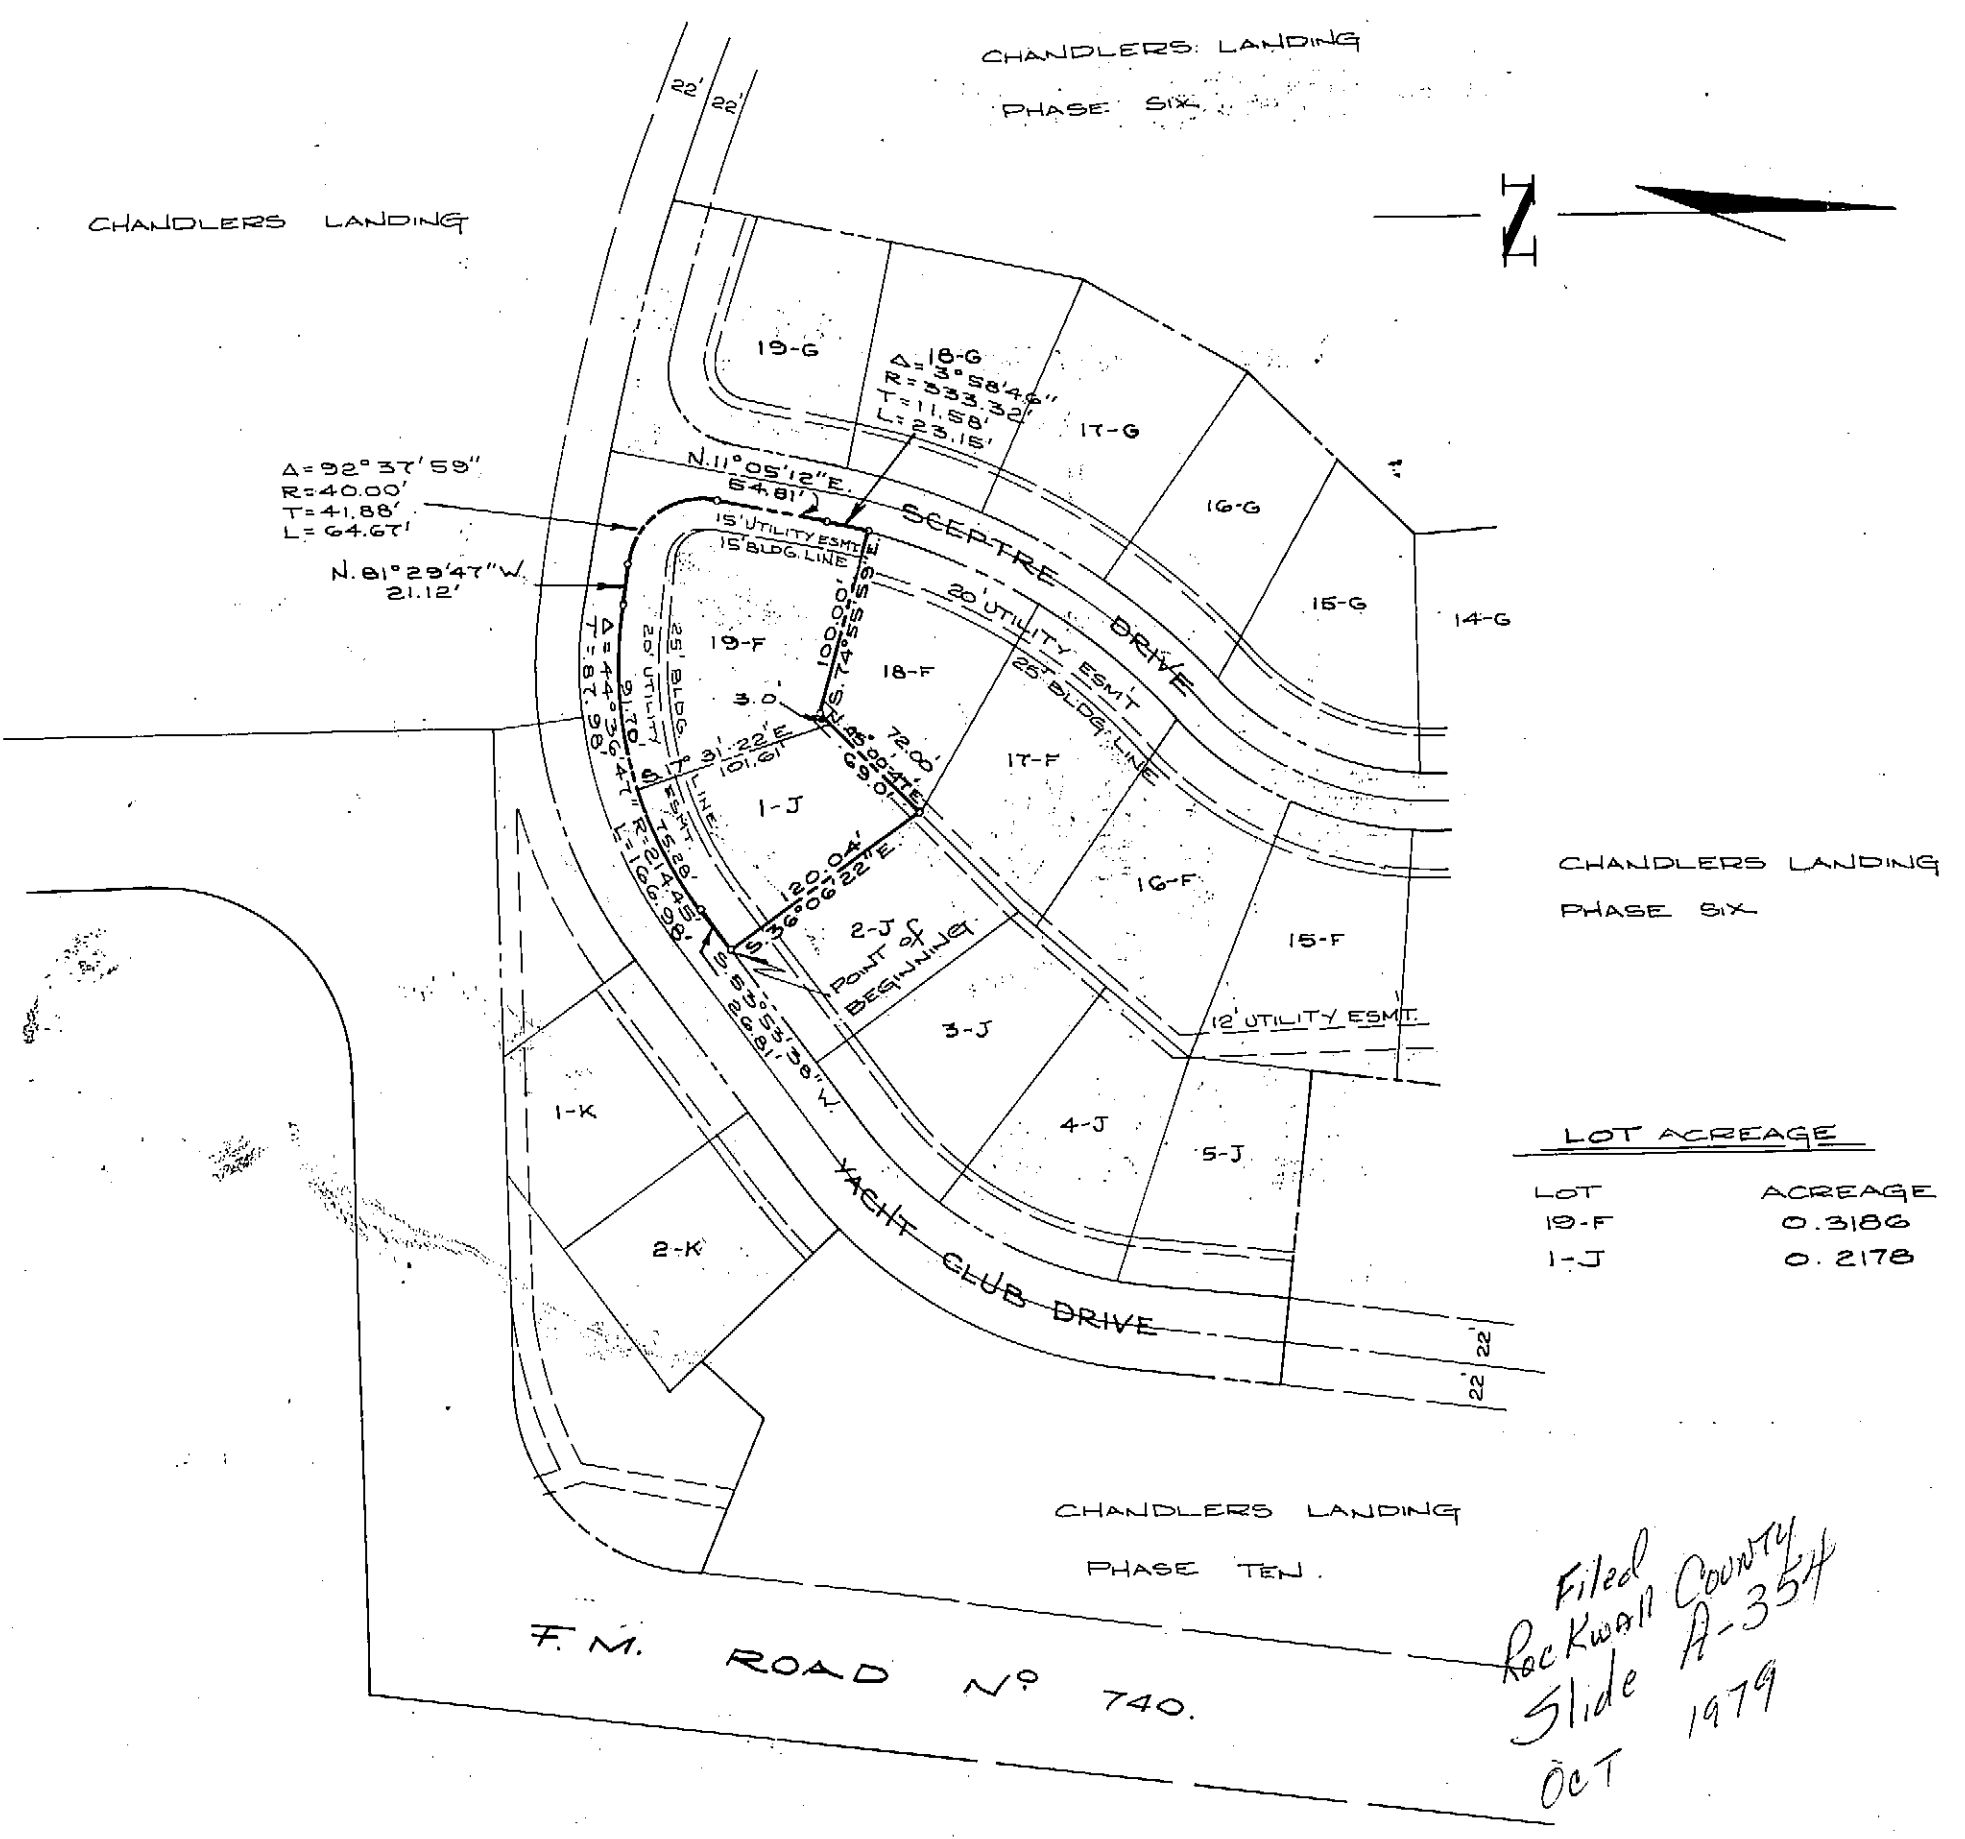 CHANDLERS LANDING
PHASE SIX
22'
22'
CHANDLERS LANDING
N
19-G
18-G
Δ=3°58'46"
R=333.32'
T=11.58'
L=23.15'
17-G
16-G
15-G
14-G
Δ=92°37'59"
R=40.00'
T=41.88'
L=64.67'
N.81°29'47"W.
21.12'
N.11°05'12"E.
64.81'
15' UTILITY ESMT.
15' BLDG. LINE
SCEPTRE DRIVE
20' UTILITY ESM'T
25' BLDG. LINE
19-F
100.00'
S.74°55'59"E.
18-F
3.0'
N.45°00'47"E.
72.00'
69.0'
17-F
25' BLDG. LINE
20' UTILITY ESMT.
91.70'
Δ=44°36'47"
T=87.98'
R=214.45'
L=166.98'
75.28'
S.17°31'22"E
101.61'
1-J
120.04'
S.36°06'22"E.
2-J
POINT of
BEGINNING
S.53°53'38"W.
26.81'
16-F
15-F
12' UTILITY ESMT.
3-J
4-J
5-J
1-K
2-K
YACHT CLUB DRIVE
22'
22'
CHANDLERS LANDING
PHASE SIX
LOT ACREAGE
LOT ACREAGE
19-F 0.3186
1-J 0.2178
CHANDLERS LANDING
PHASE TEN.
F.M. ROAD Nº 740.
Filed
Rockwall County
Slide A-354
OCT 1979